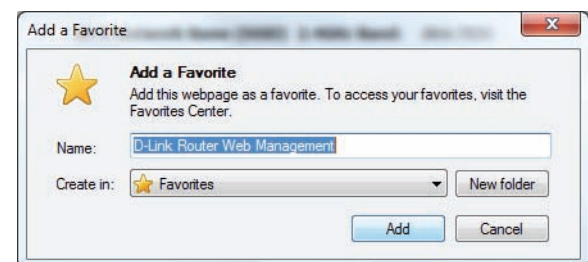 Add a Favorite
Add a Favorite
Add this webpage as a favorite. To access your favorites, visit the
Favorites Center.
Name: D-Link Router Web Management
Create in: Favorites New folder
Add Cancel